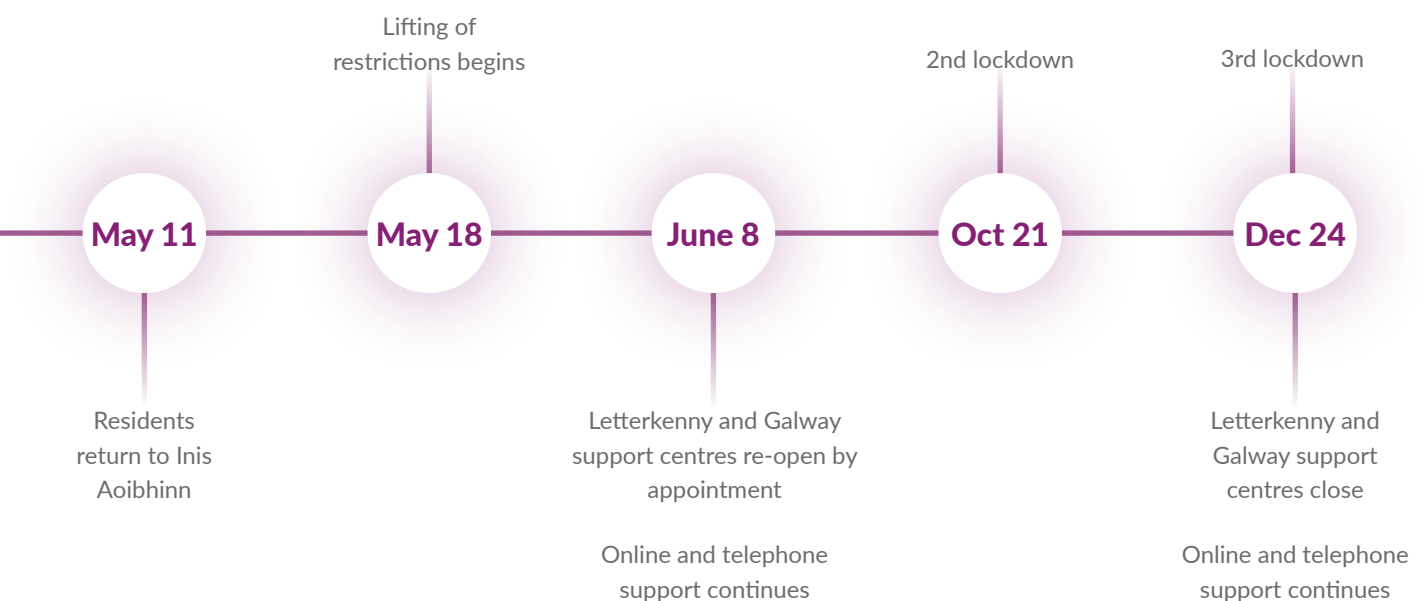 Lifting of
restrictions begins
2nd lockdown
3rd lockdown
May 11
May 18
June 8
Oct 21
Dec 24
Residents
return to Inis
Aoibhinn
Letterkenny and Galway
support centres re-open by
appointment
Online and telephone
support continues
Letterkenny and
Galway support
centres close
Online and telephone
support continues